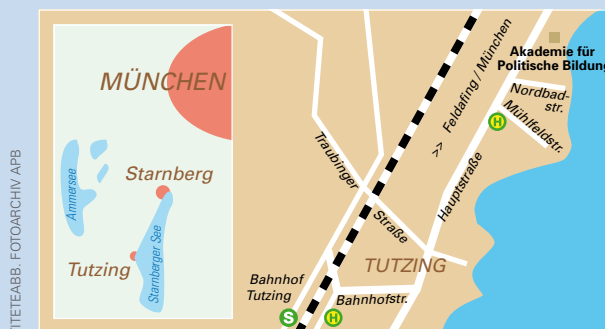 TITETEABB. FOTOARCHIV APB
MÜNCHEN
Starnberg
Ammersee
Starnberger See
Tutzing
Akademie für
Politische Bildung
Nordbad-
str.
Mühlfeldstr.
>> Feldafing / München
H
Hauptstraße
Traubinger
Straße
TUTZING
Bahnhof
Tutzing
S
H
Bahnhofstr.